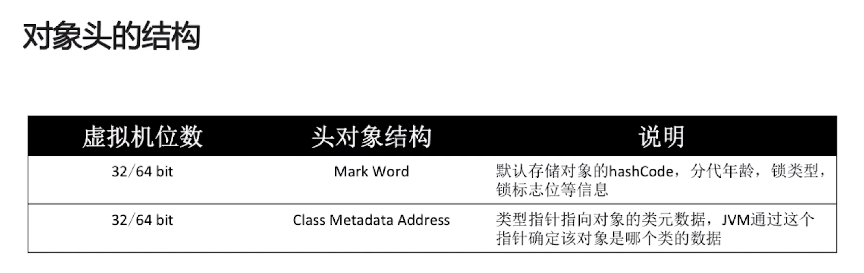 对象头的结构
虚拟机位数 头对象结构 说明
32/64 bit Mark Word 默认存储对象的hashCode，分代年龄，锁类型，
锁标志位等信息
32/64 bit Class Metadata Address 类型指针指向对象的类元数据，JVM通过这个
指针确定该对象是哪个类的数据